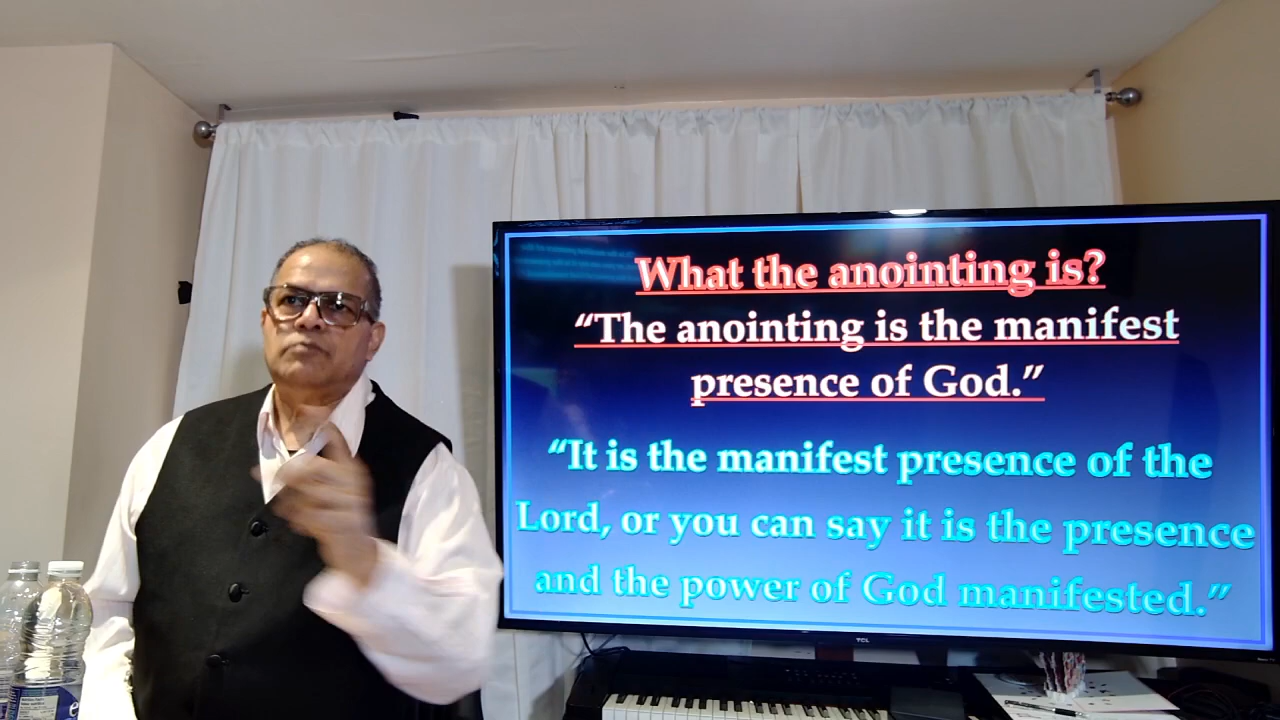 What the anointing is?
“The anointing is the manifest
presence of God.”
“It is the manifest presence of the
Lord, or you can say it is the presence
and the power of God manifested.”
TCL